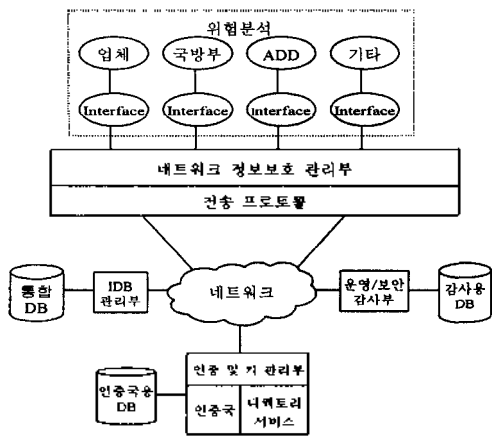 위험분석
업체 국방부 ADD 기타
Interface Interface Interface Interface
네트워크 정보보호 관리부
전송 프로토콜
통합
DB
IDB
관리부
네트워크
운영/보안
감사부
감사용
DB
인증국용
DB
인증 및 키 관리부
인증국
디렉토리
서비스